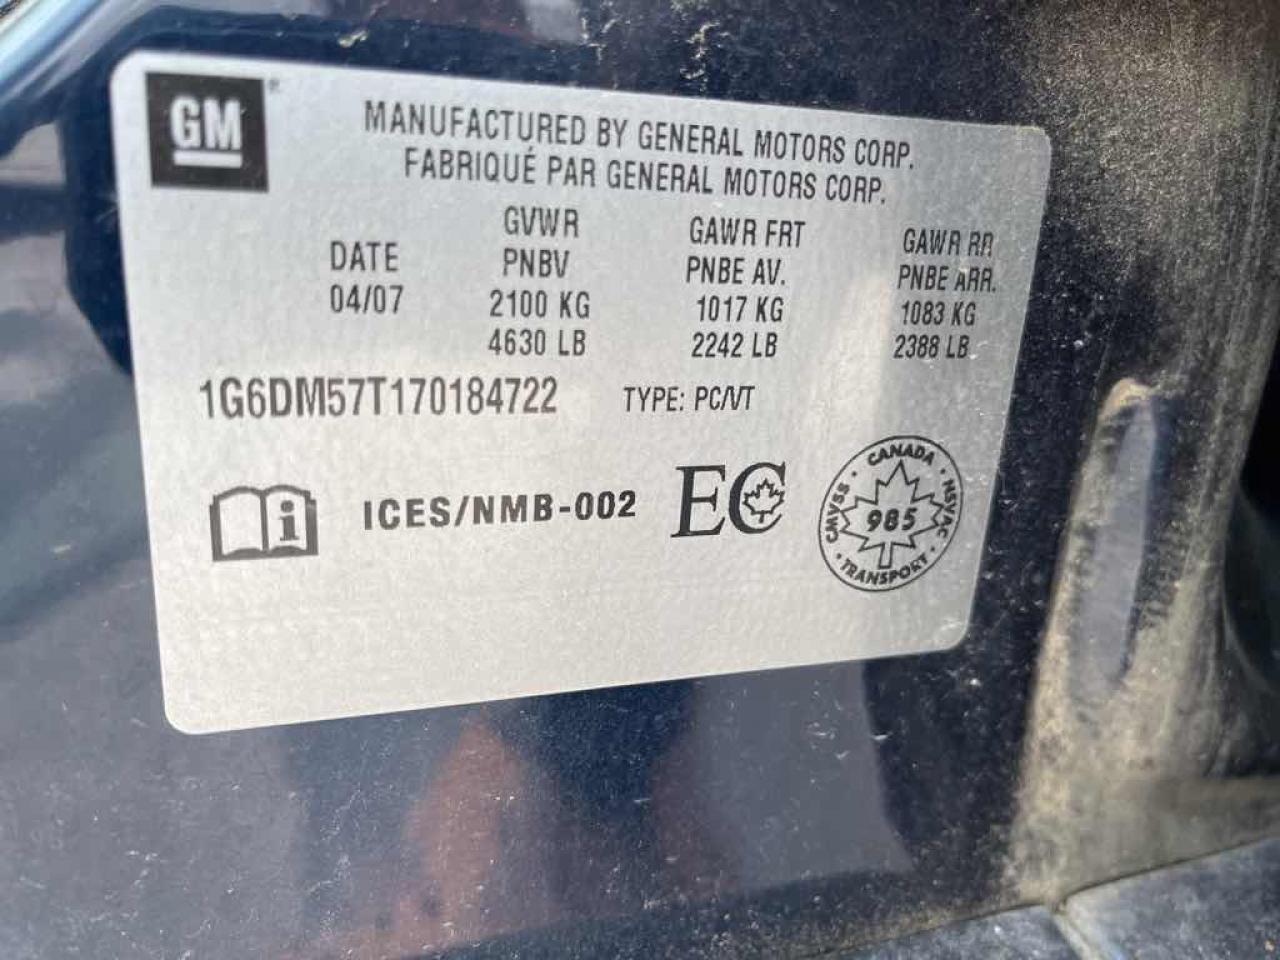 GM
MANUFACTURED BY GENERAL MOTORS CORP.
FABRIQUÉ PAR GENERAL MOTORS CORP.
DATE
04/07
GVWR
PNBV
2100 KG
4630 LB
GAWR FRT
PNBE AV.
1017 KG
2242 LB
GAWR RR
PNBE ARR.
1083 KG
2388 LB
1G6DM57T170184722 TYPE: PC/VT
i ICES/NMB-002 EC
CANADA · NSVAC · TRANSPORT · CMVSS ·
985